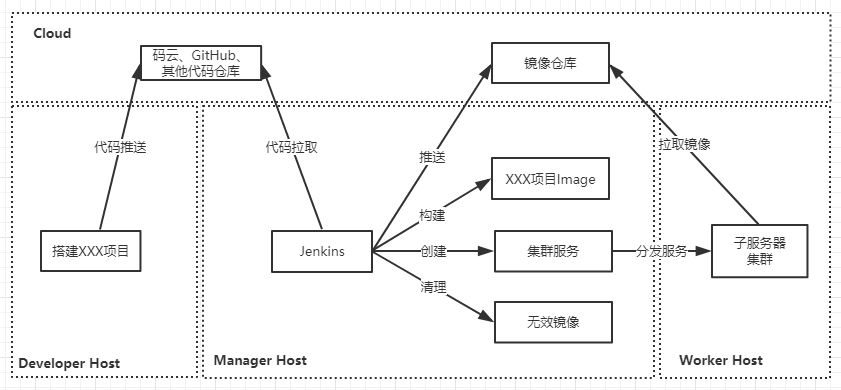 Cloud
码云、GitHub、
其他代码仓库
镜像仓库
代码推送
代码拉取
推送
拉取镜像
XXX项目Image
构建
搭建XXX项目
Jenkins
创建
集群服务
分发服务
子服务器
集群
清理
无效镜像
Developer Host
Manager Host
Worker Host